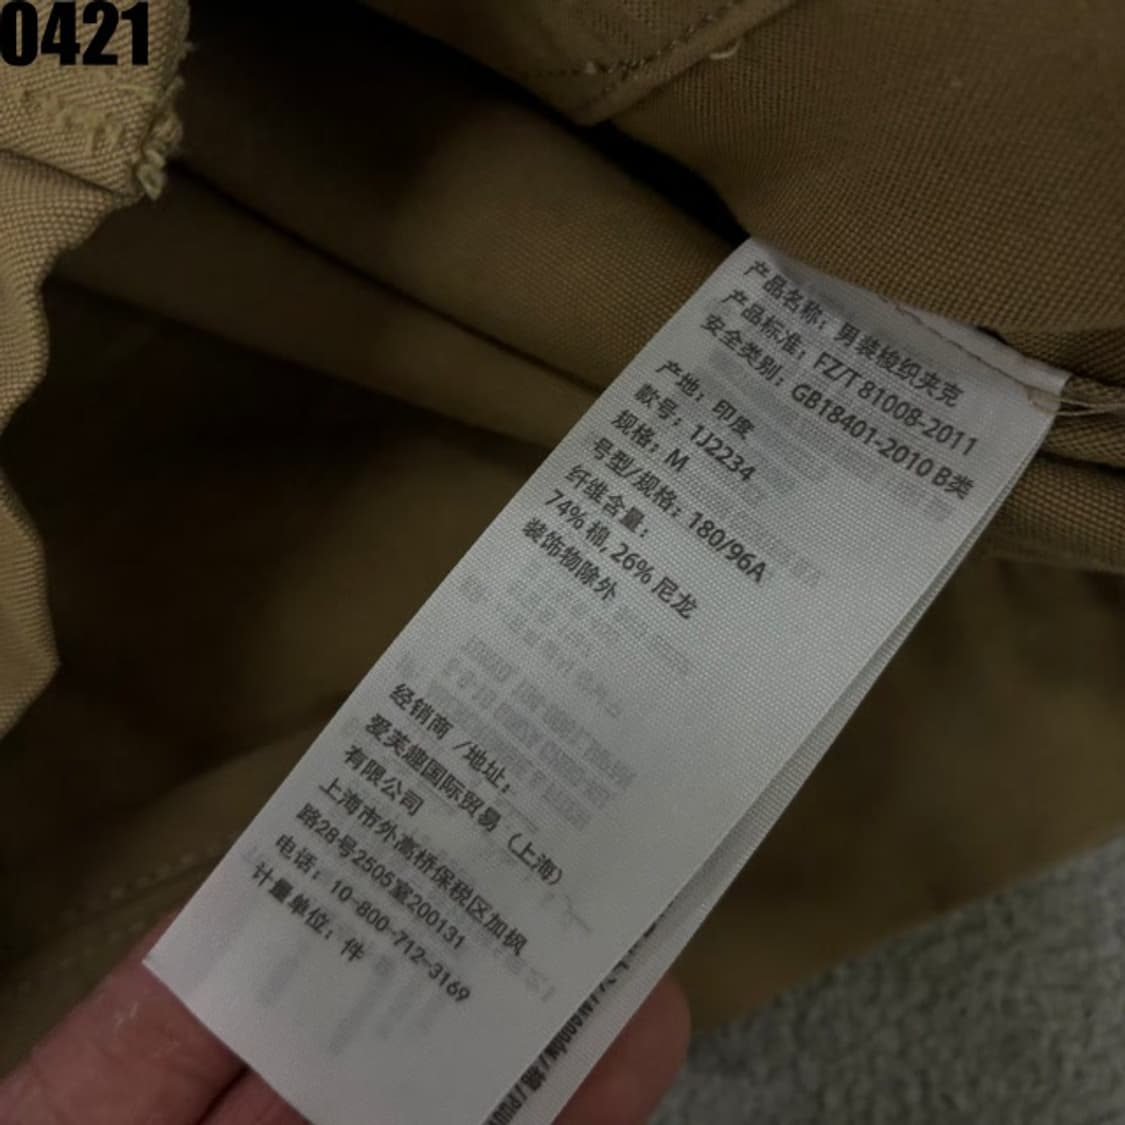 0421
产品名称：男装梭织夹克
产品标准：FZ/T 81008-2011
安全类别：GB18401-2010 B类
产地：印度
款号：1J2234
规格：M
号型/规格：180/96A
纤维含量：
74% 棉, 26% 尼龙
装饰物除外
经销商 /地址：
爱芙趣国际贸易（上海）
有限公司
上海市外高桥保税区加枫
路28号2505室200131
电话：10-800-712-3169
计量单位：件